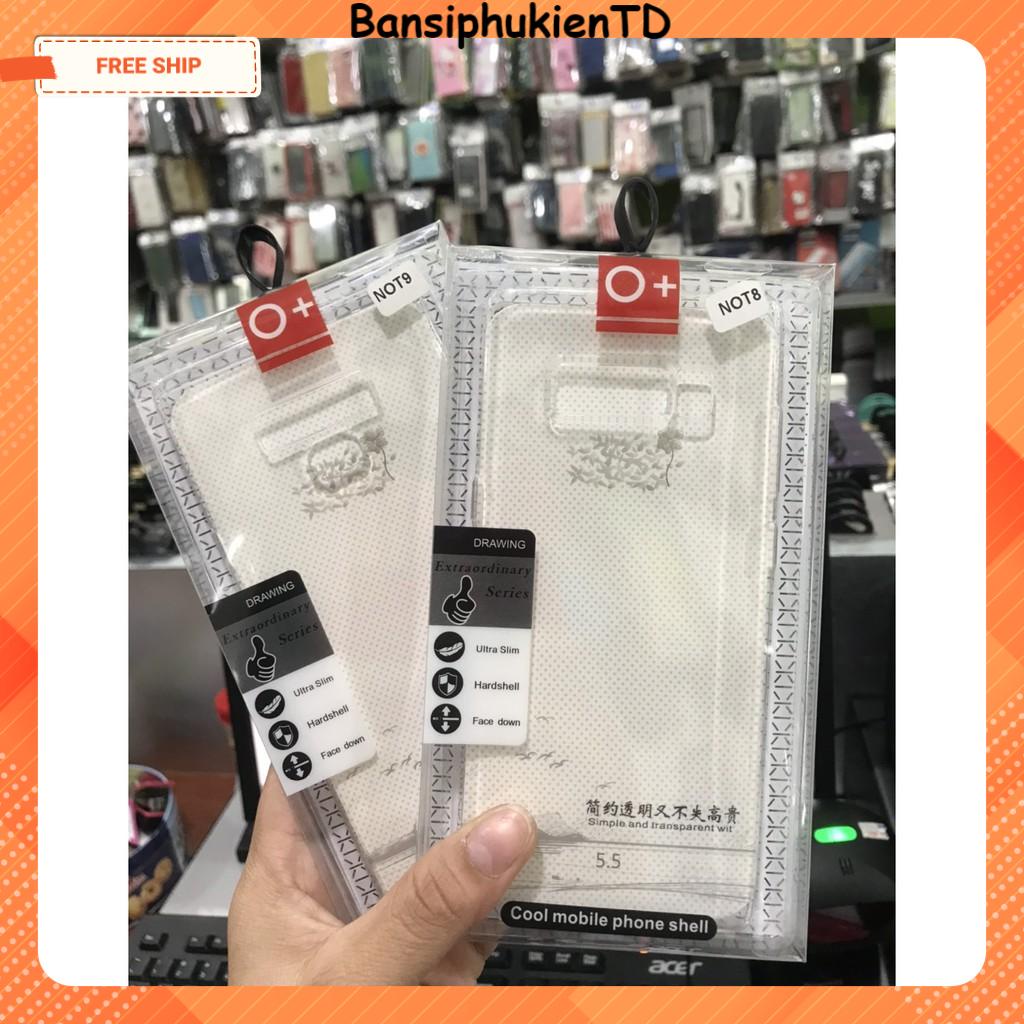 BansiphukienTD
FREE SHIP
O+
NOT9
O+
NOT8
DRAWING
Extraordinary
Series
Ultra Slim
Hardshell
Face down
DRAWING
Extraordinary
Series
Ultra Slim
Hardshell
Face down
简约透明又不失高贵
Simple and transparent wit
5.5
Cool mobile phone shell
acer